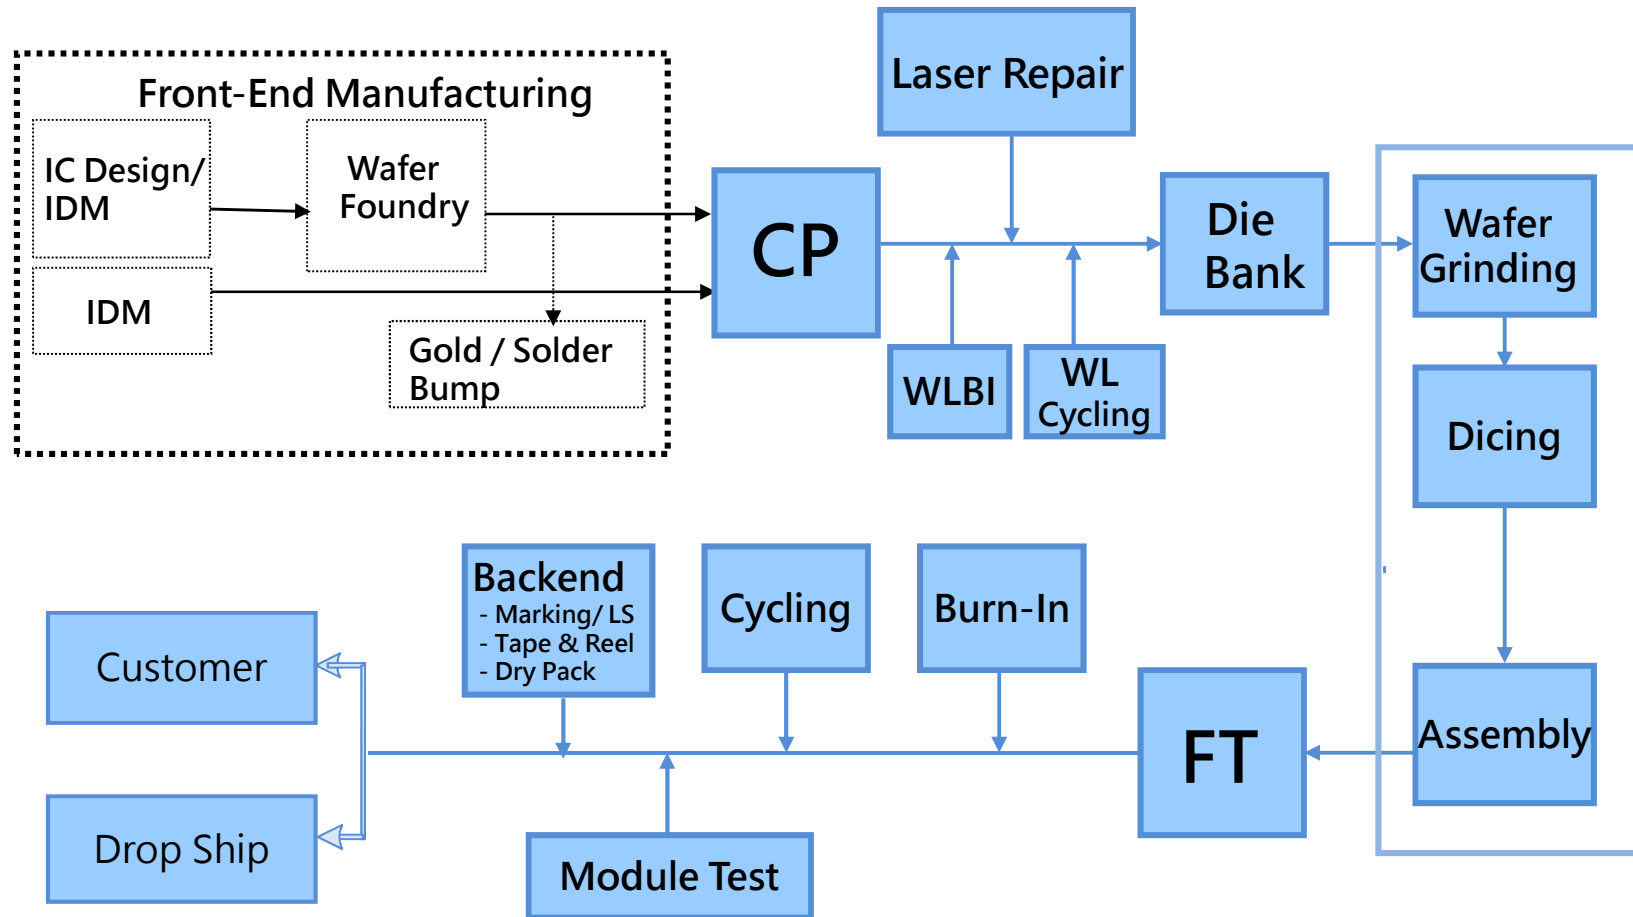 Front-End Manufacturing
IC Design/
IDM
Wafer
Foundry
IDM
Gold / Solder
Bump
CP
Laser Repair
WLBI
WL
Cycling
Die
Bank
Wafer
Grinding
Dicing
Assembly
FT
Burn-In
Cycling
Backend
- Marking/ LS
- Tape & Reel
- Dry Pack
Module Test
Customer
Drop Ship